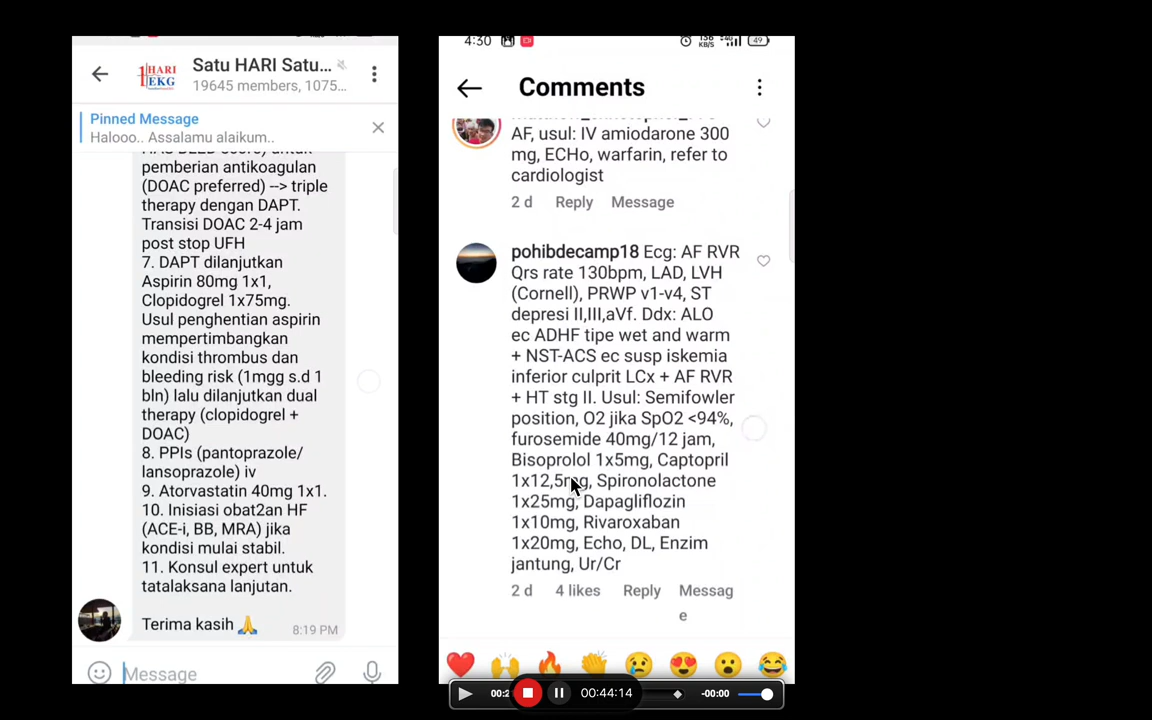 1 HARI
EKG
Satu HARI Satu...
19645 members, 1075...
Pinned Message
Halooo.. Assalamu alaikum..
pemberian antikoagulan
(DOAC preferred) --> triple
therapy dengan DAPT.
Transisi DOAC 2-4 jam
post stop UFH
7. DAPT dilanjutkan
Aspirin 80mg 1x1,
Clopidogrel 1x75mg.
Usul penghentian aspirin
mempertimbangkan
kondisi thrombus dan
bleeding risk (1mgg s.d 1
bln) lalu dilanjutkan dual
therapy (clopidogrel +
DOAC)
8. PPIs (pantoprazole/
lansoprazole) iv
9. Atorvastatin 40mg 1x1.
10. Inisiasi obat2an HF
(ACE-i, BB, MRA) jika
kondisi mulai stabil.
11. Konsul expert untuk
tatalaksana lanjutan.
Terima kasih 🙏
8:19 PM
Message
4:30
156
KB/S
49
Comments
AF, usul: IV amiodarone 300
mg, ECHo, warfarin, refer to
cardiologist
2 d Reply Message
pohibdecamp18 Ecg: AF RVR
Qrs rate 130bpm, LAD, LVH
(Cornell), PRWP v1-v4, ST
depresi II,III,aVf. Ddx: ALO
ec ADHF tipe wet and warm
+ NST-ACS ec susp iskemia
inferior culprit LCx + AF RVR
+ HT stg II. Usul: Semifowler
position, O2 jika SpO2 <94%,
furosemide 40mg/12 jam,
Bisoprolol 1x5mg, Captopril
1x12,5mg, Spironolactone
1x25mg, Dapagliflozin
1x10mg, Rivaroxaban
1x20mg, Echo, DL, Enzim
jantung, Ur/Cr
2 d 4 likes Reply Messag
e
❤️ 🙌 🔥 👏 😢 😍 😮 😂
00:44:14
-00:00